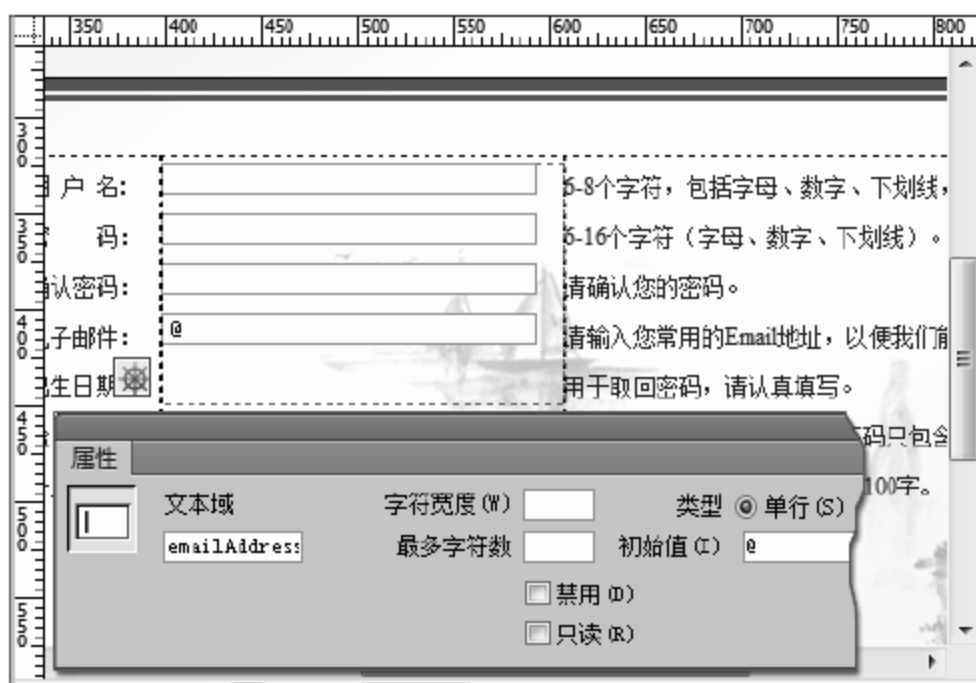 350 400 450 500 550 600 650 700 750 800
300
户 名:
6-8个字符，包括字母、数字、下划线，
350
码:
6-16个字符（字母、数字、下划线）。
认密码:
请确认您的密码。
400
子邮件:
@
请输入您常用的Email地址，以便我们能
生日期
用于取回密码，请认真填写。
450
码只包含
属性
100字。
500
文本域
字符宽度(W)
类型
单行(S)
emailAddress
最多字符数
初始值(I)
@
禁用(D)
550
只读(R)